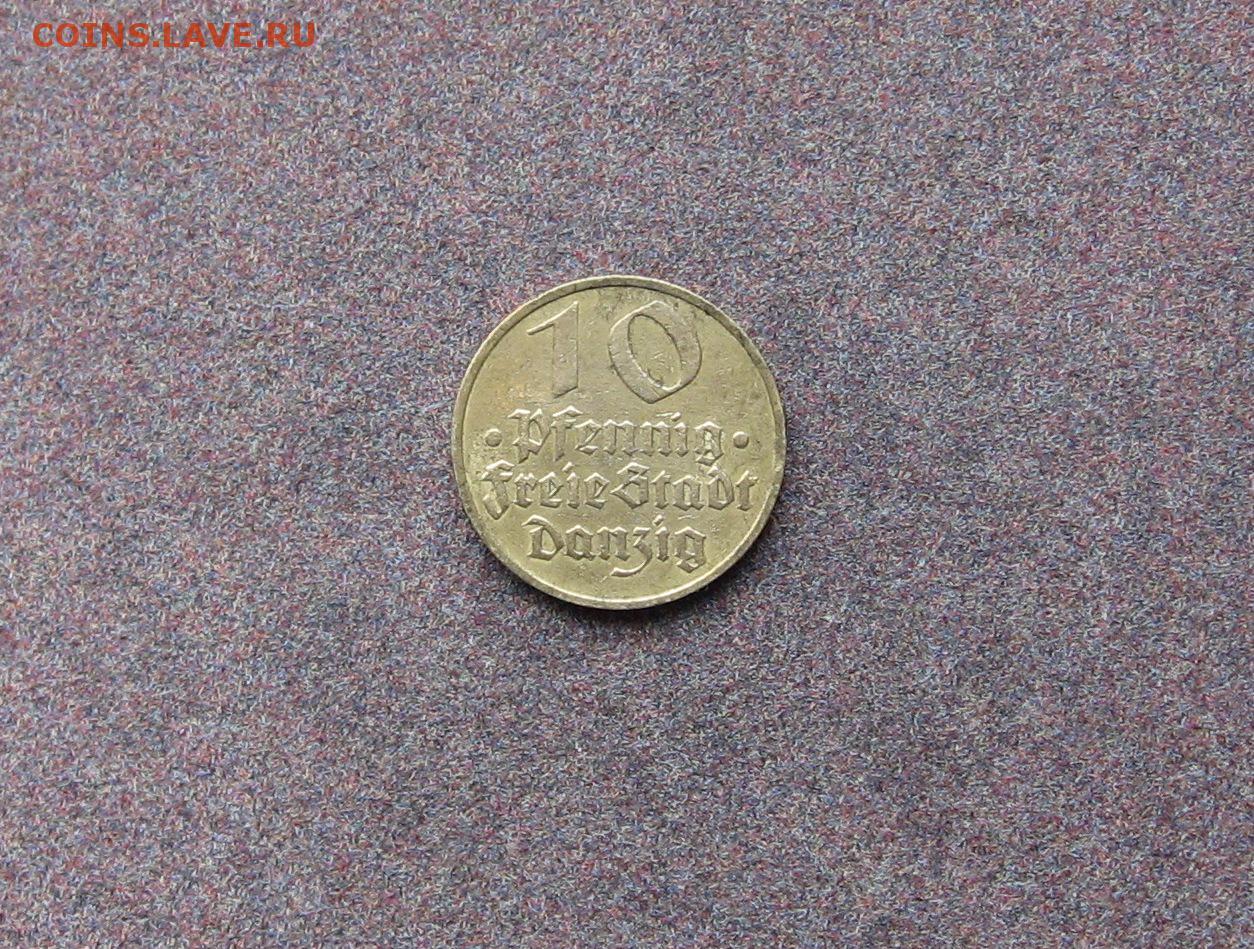 COINS.LAVE.RU
10
· Pfennig ·
Freie Stadt
Danzig